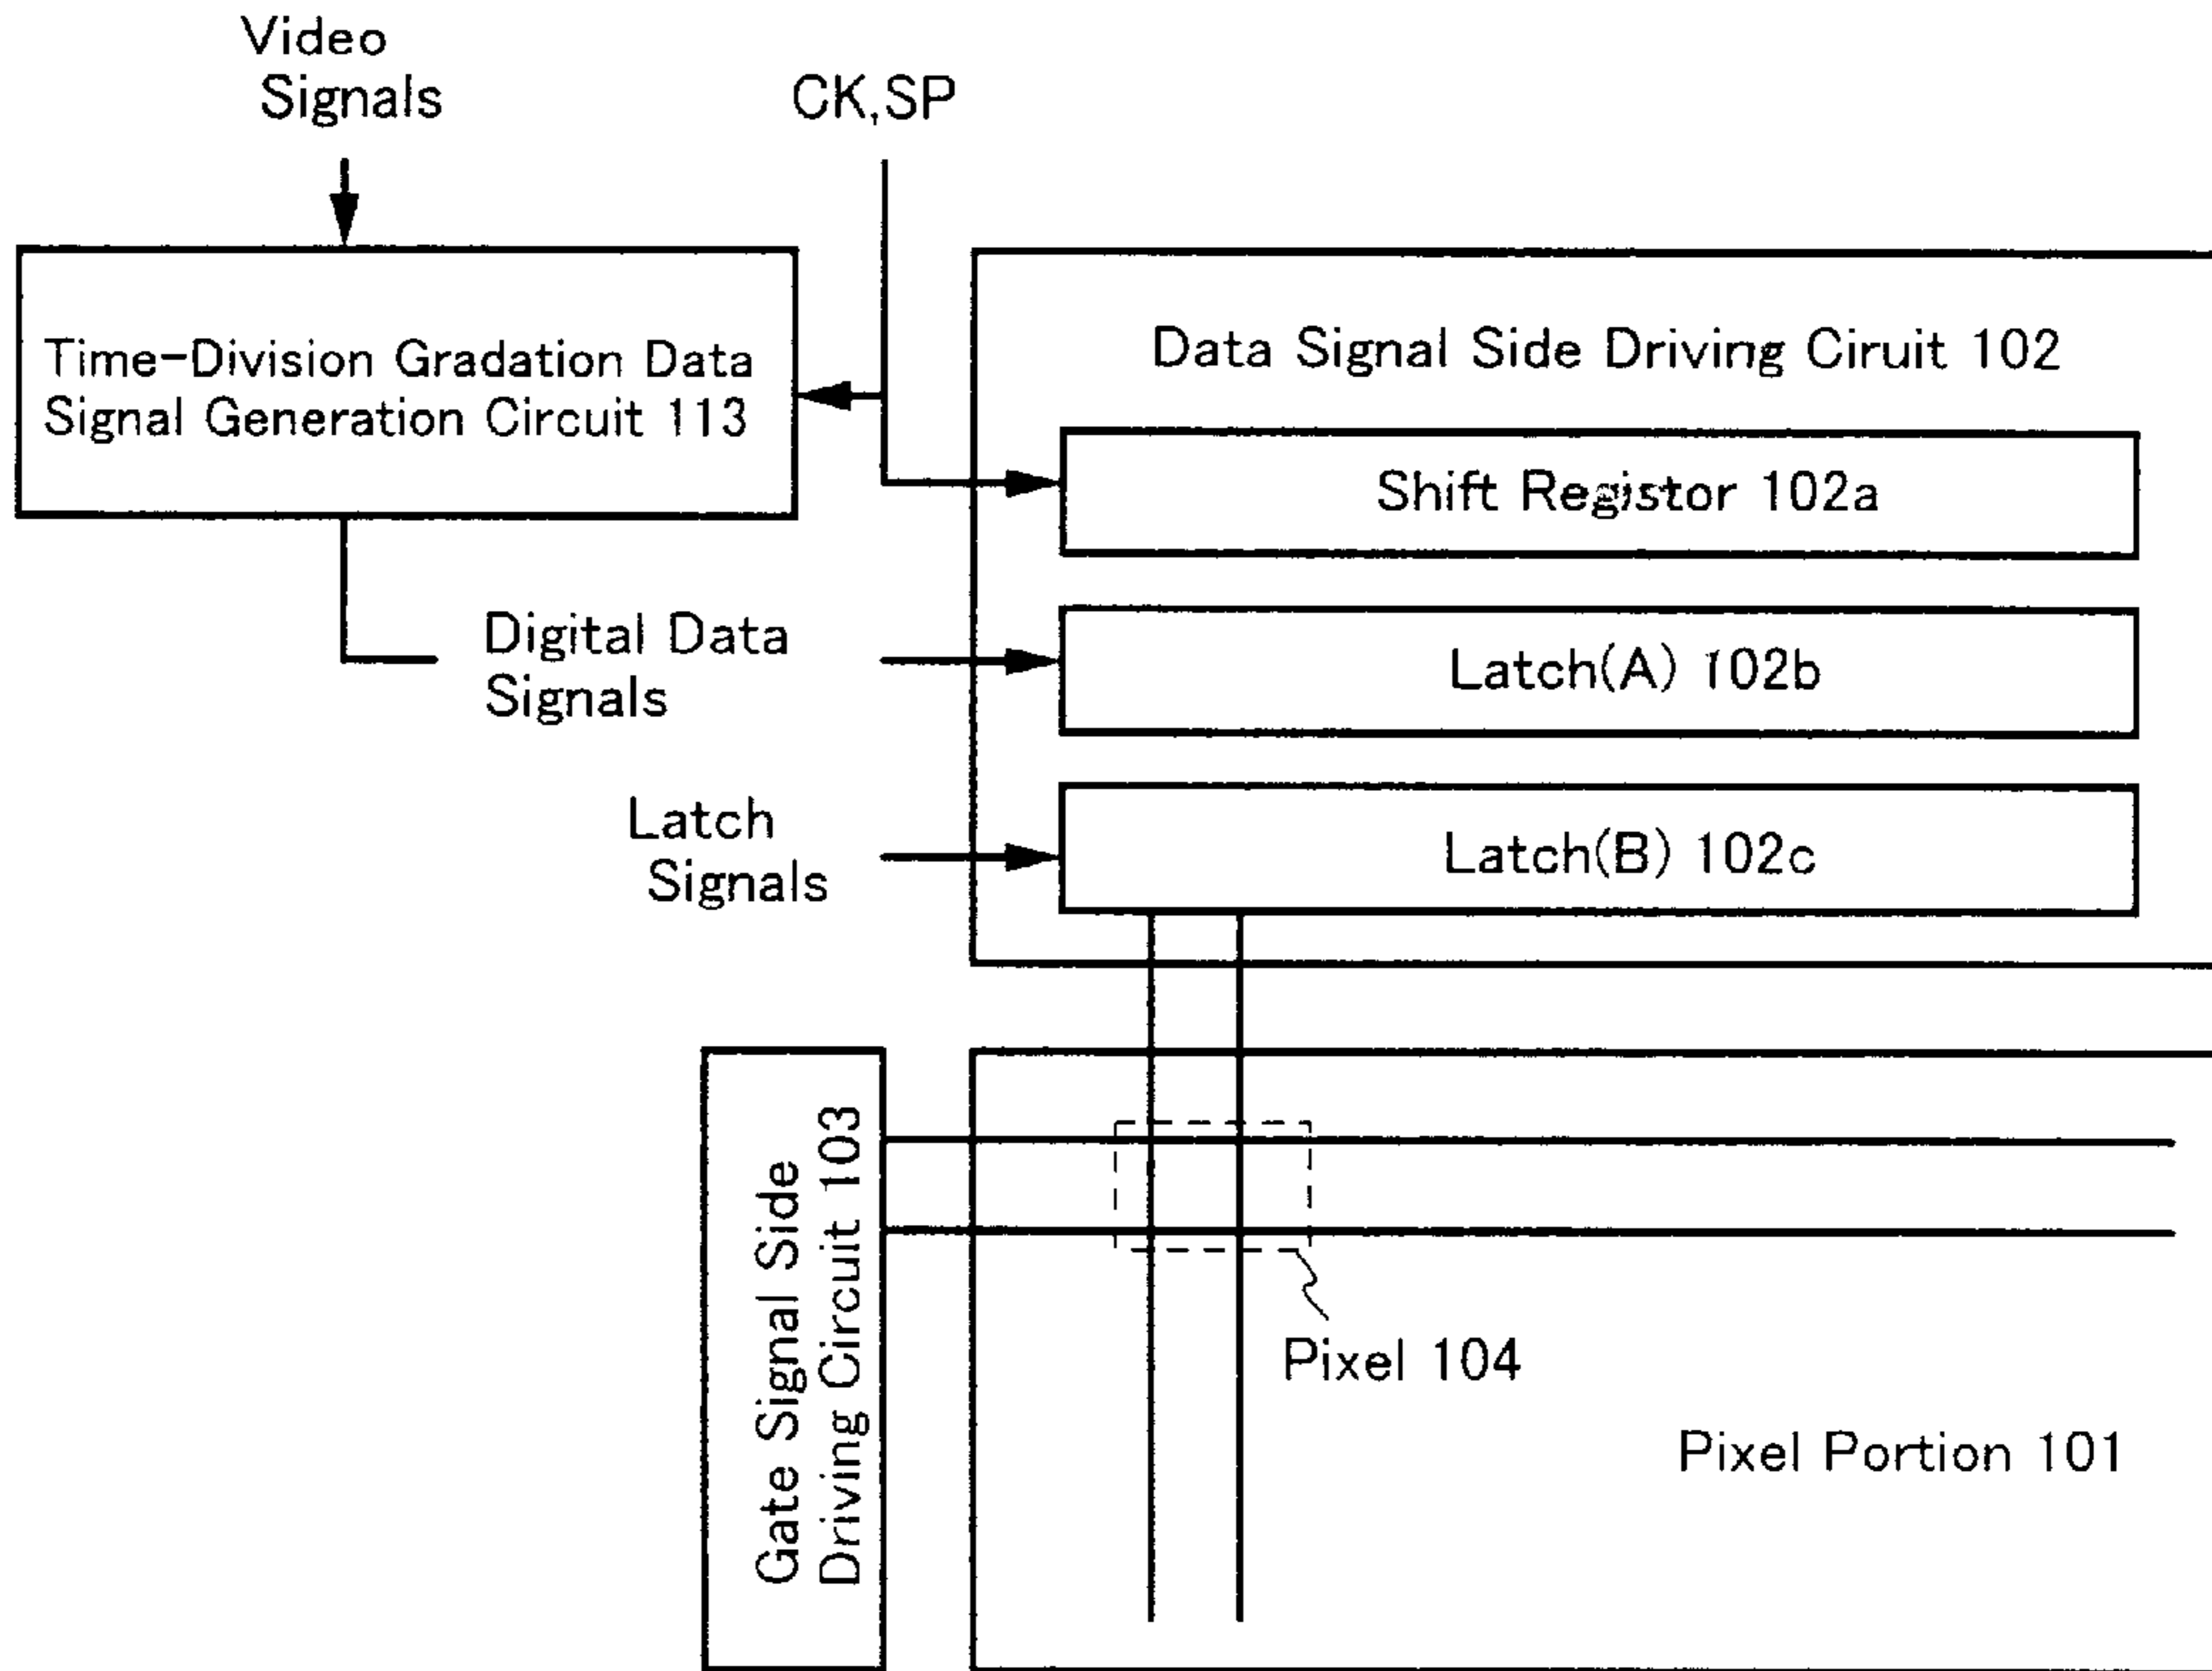 Video
Signals
CK,SP
Time-Division Gradation Data
Signal Generation Circuit 113
Data Signal Side Driving Ciruit 102
Shift Registor 102a
Digital Data
Signals
Latch(A) 102b
Latch
Signals
Latch(B) 102c
Gate Signal Side
Driving Circuit 103
Pixel 104
Pixel Portion 101